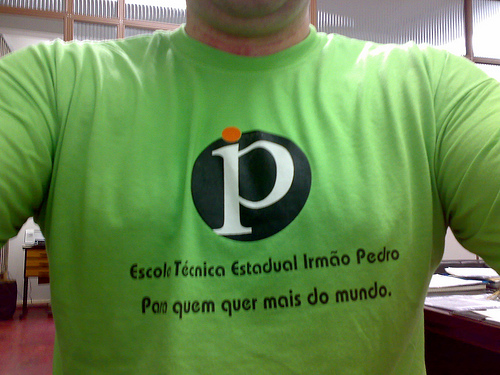 ip
Escola Técnica Estadual Irmão Pedro
Para quem quer mais do mundo.